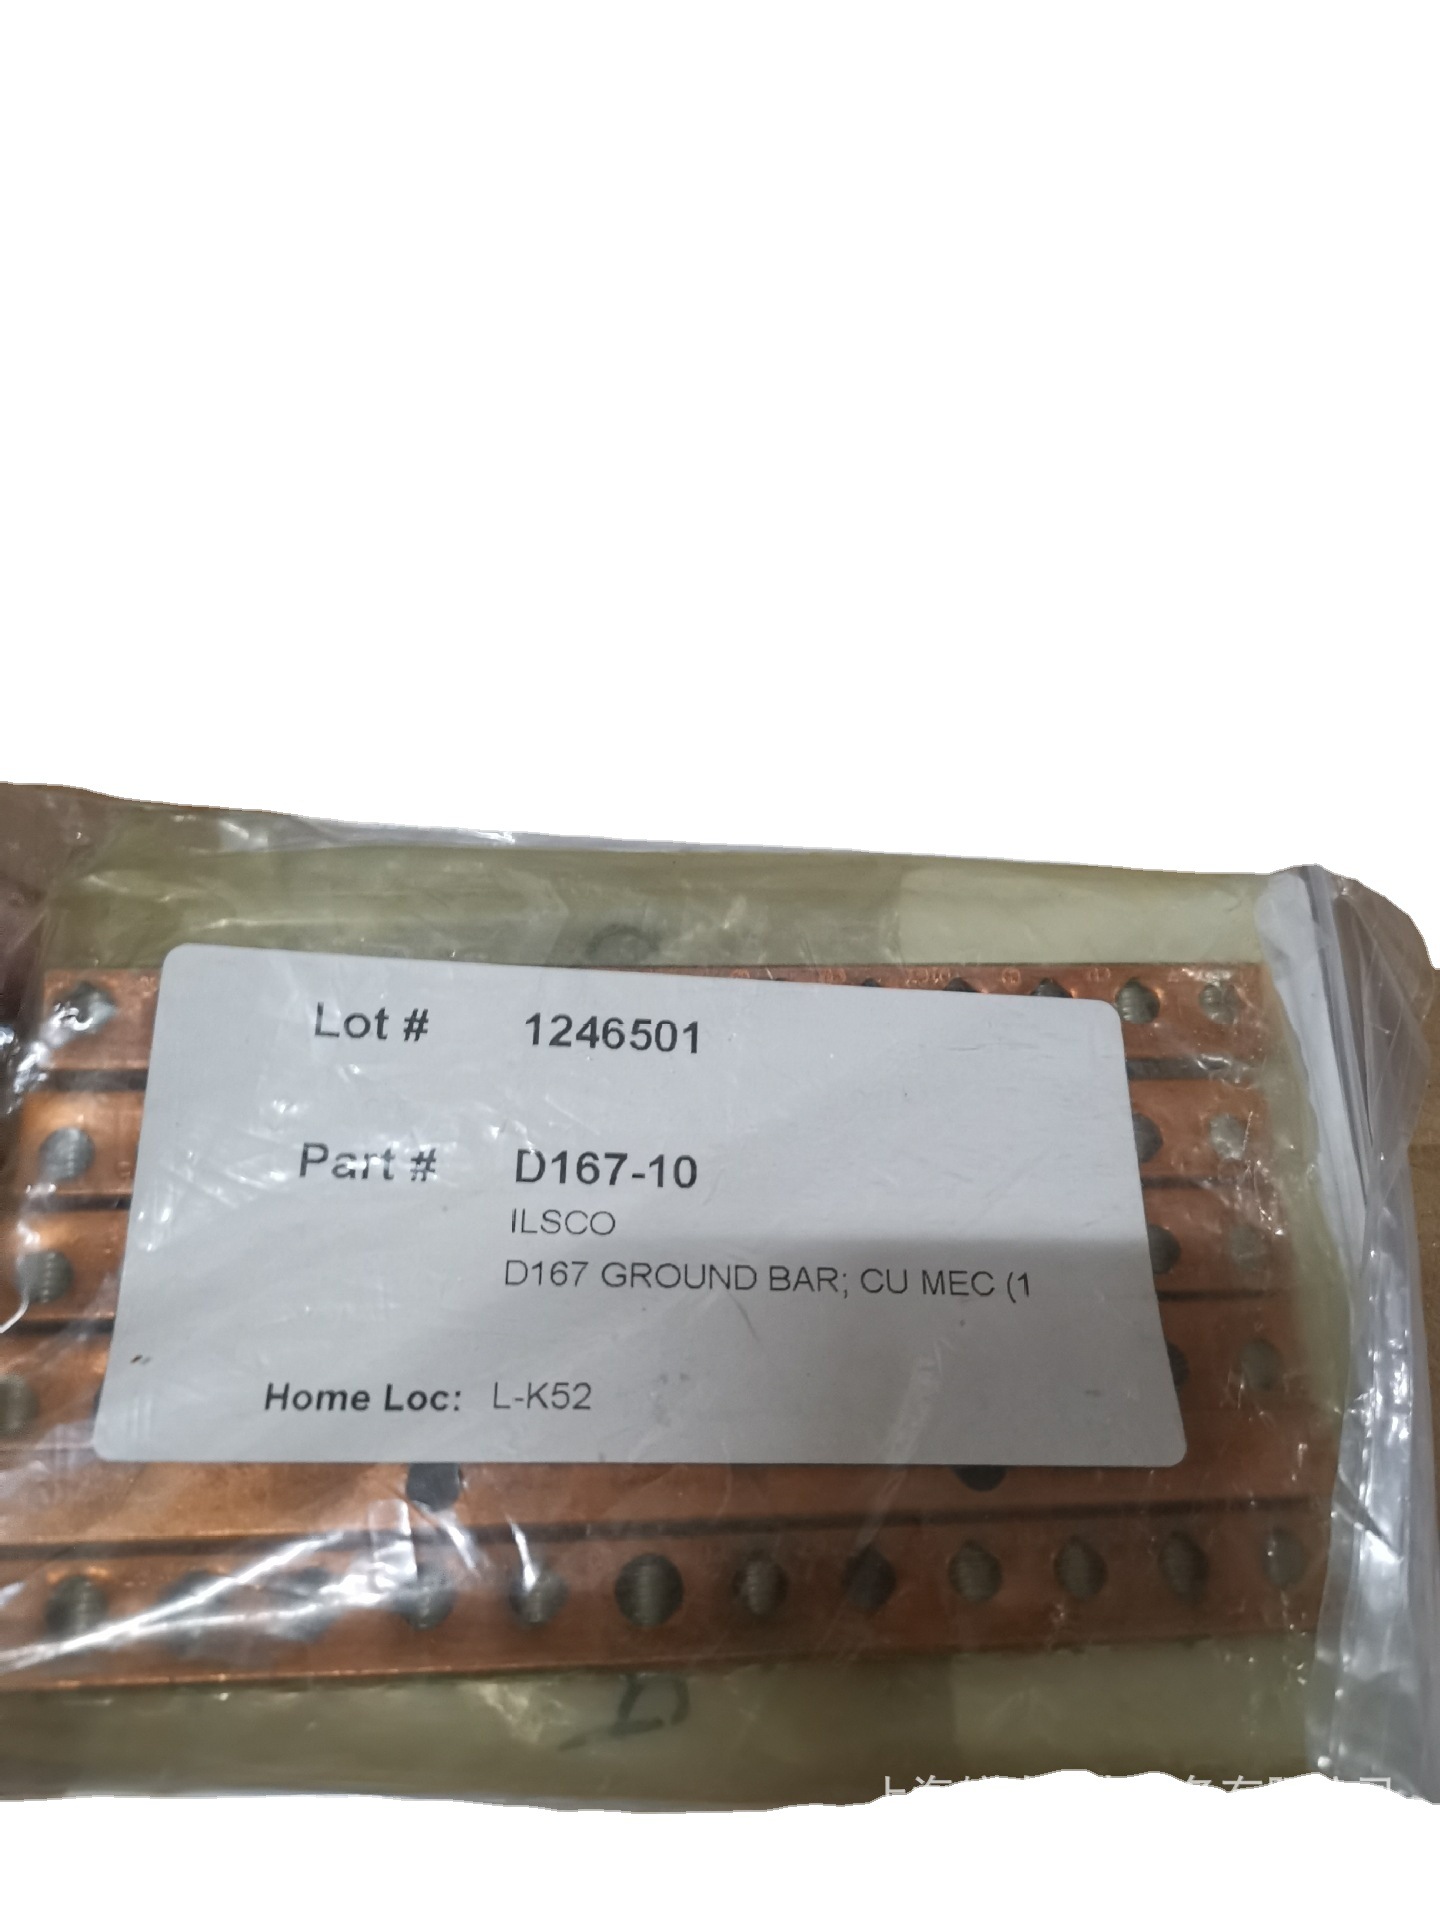 Lot # 1246501
Part # D167-10
ILSCO
D167 GROUND BAR; CU MEC (1
Home Loc: L-K52